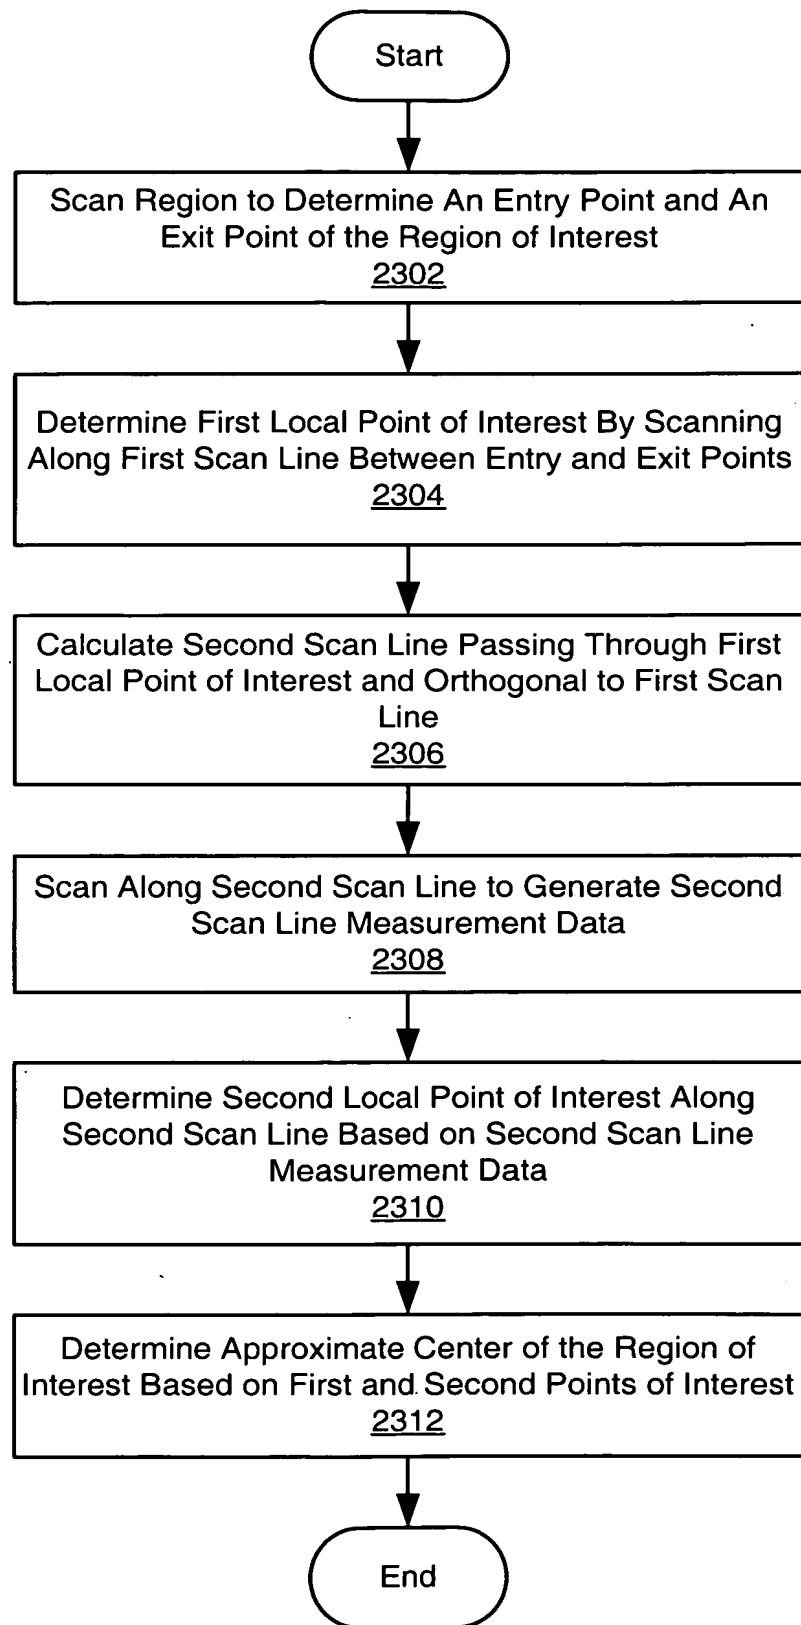 Start
Scan Region to Determine An Entry Point and An
Exit Point of the Region of Interest
2302
Determine First Local Point of Interest By Scanning
Along First Scan Line Between Entry and Exit Points
2304
Calculate Second Scan Line Passing Through First
Local Point of Interest and Orthogonal to First Scan
Line
2306
Scan Along Second Scan Line to Generate Second
Scan Line Measurement Data
2308
Determine Second Local Point of Interest Along
Second Scan Line Based on Second Scan Line
Measurement Data
2310
Determine Approximate Center of the Region of
Interest Based on First and Second Points of Interest
2312
End